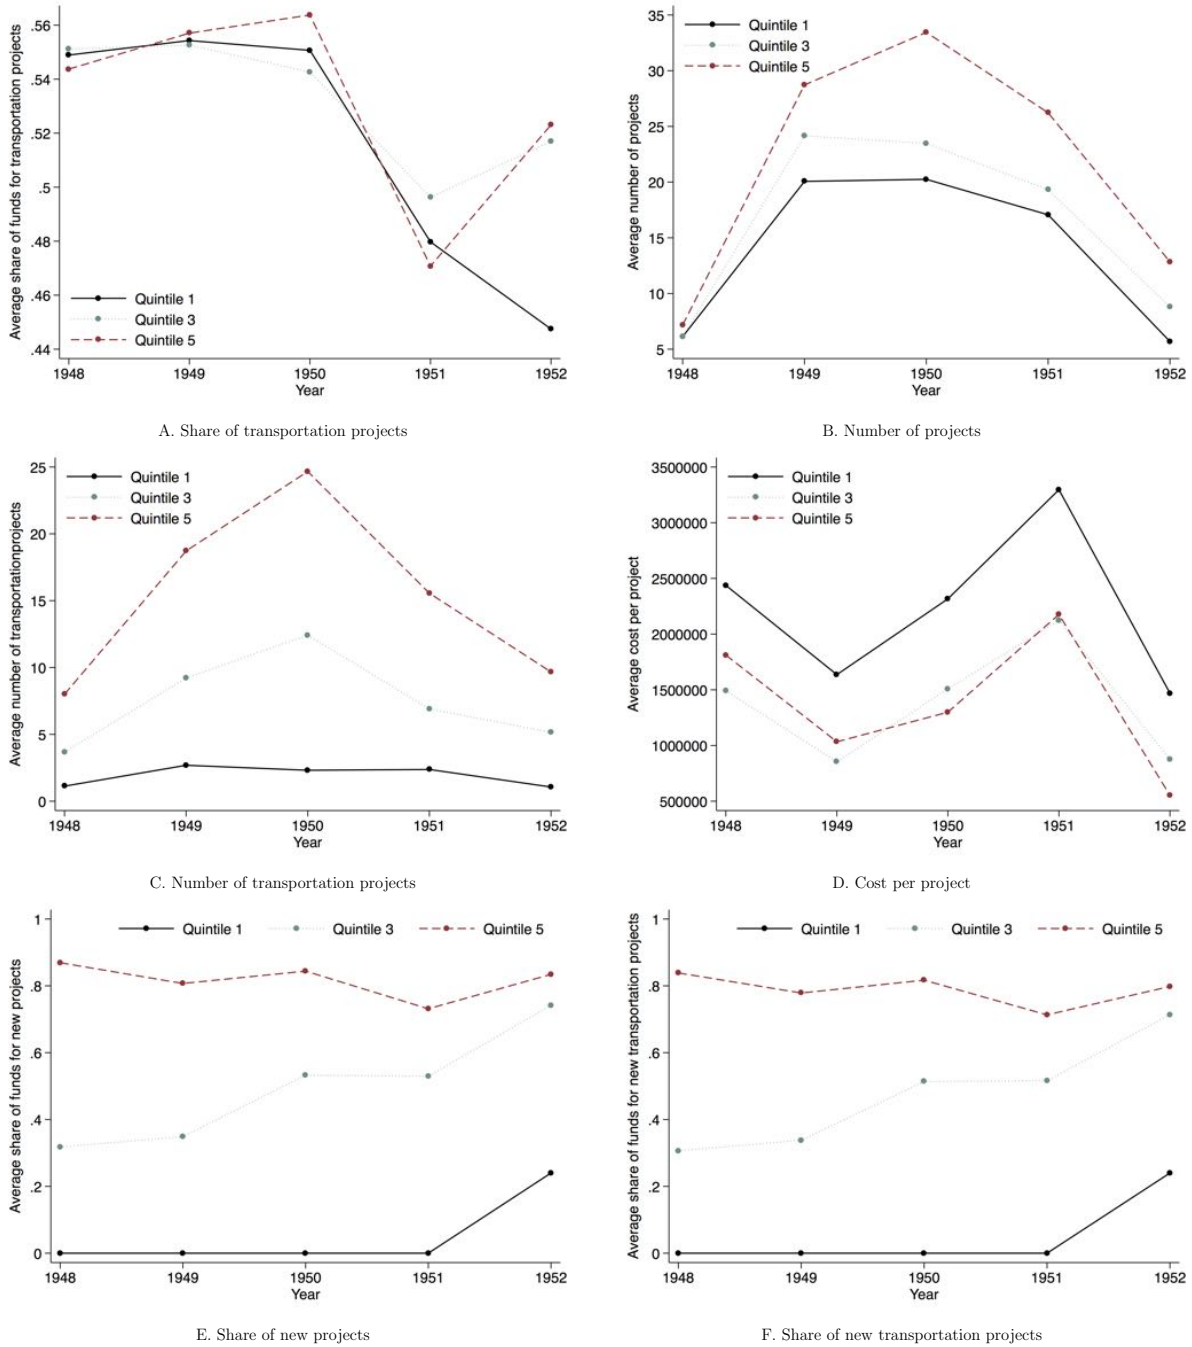 Average share of funds for transportation projects
.56
.54
.52
.5
.48
.46
.44
Quintile 1
Quintile 3
Quintile 5
1948 1949 1950 1951 1952
Year
A. Share of transportation projects
Average number of projects
35
30
25
20
15
10
5
Quintile 1
Quintile 3
Quintile 5
1948 1949 1950 1951 1952
Year
B. Number of projects
Average number of transportationprojects
25
20
15
10
5
0
Quintile 1
Quintile 3
Quintile 5
1948 1949 1950 1951 1952
Year
C. Number of transportation projects
Average cost per project
3500000
3000000
2500000
2000000
1500000
1000000
500000
Quintile 1
Quintile 3
Quintile 5
1948 1949 1950 1951 1952
Year
D. Cost per project
Average share of funds for new projects
1
.8
.6
.4
.2
0
Quintile 1 Quintile 3 Quintile 5
1948 1949 1950 1951 1952
Year
E. Share of new projects
Average share of funds for new transportation projects
1
.8
.6
.4
.2
0
Quintile 1 Quintile 3 Quintile 5
1948 1949 1950 1951 1952
Year
F. Share of new transportation projects